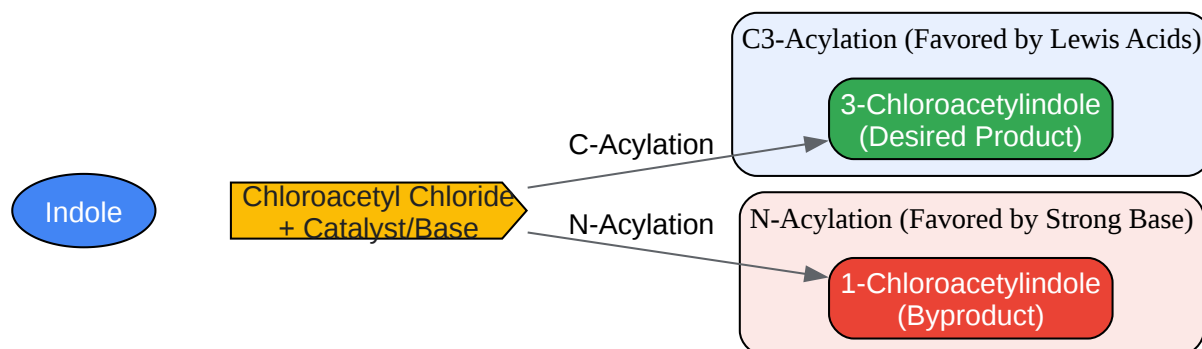 Indole
Chloroacetyl Chloride
+ Catalyst/Base
C-Acylation
N-Acylation
C3-Acylation (Favored by Lewis Acids)
3-Chloroacetylindole
(Desired Product)
N-Acylation (Favored by Strong Base)
1-Chloroacetylindole
(Byproduct)